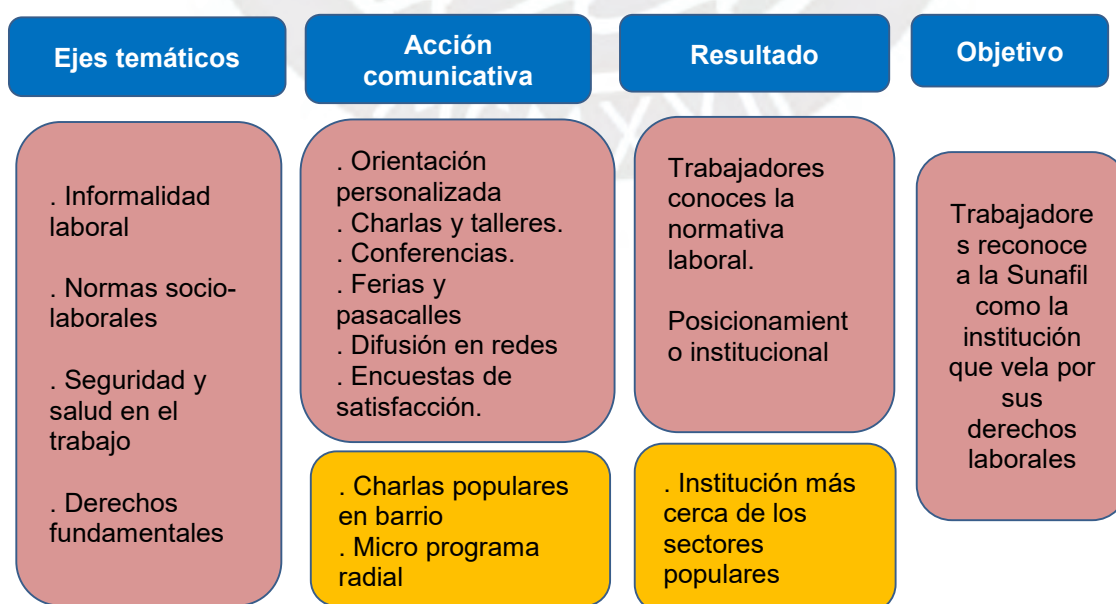 Ejes temáticos
Acción
comunicativa
Resultado
Objetivo
. Informalidad
laboral
. Normas socio-
laborales
. Seguridad y
salud en el
trabajo
. Derechos
fundamentales
. Orientación
personalizada
. Charlas y talleres.
. Conferencias.
. Ferias y
pasacalles
. Difusión en redes
. Encuestas de
satisfacción.
. Charlas populares
en barrio
. Micro programa
radial
Trabajadores
conoces la
normativa
laboral.
Posicionamient
o institucional
. Institución más
cerca de los
sectores
populares
Trabajadore
s reconoce
a la Sunafil
como la
institución
que vela por
sus
derechos
laborales